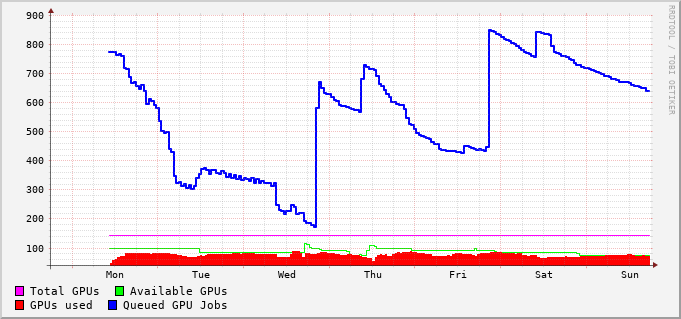 900
800
700
600
500
400
300
200
100
Mon Tue Wed Thu Fri Sat Sun
Total GPUs Available GPUs
GPUs used Queued GPU Jobs
RRDTOOL / TOBI OETIKER